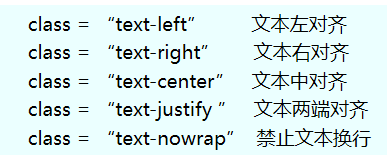 class = “text-left”  文本左对齐
class = “text-right”  文本右对齐
class = “text-center” 文本中对齐
class = “text-justify ” 文本两端对齐
class = “text-nowrap” 禁止文本换行